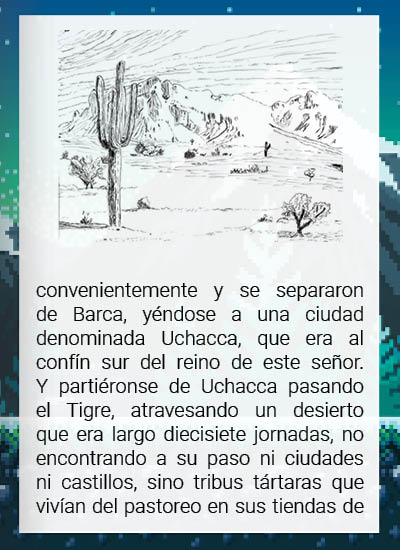 convenientemente y se separaron
de Barca, yéndose a una ciudad
denominada Uchacca, que era al
confín sur del reino de este señor.
Y partiéronse de Uchacca pasando
el Tigre, atravesando un desierto
que era largo diecisiete jornadas, no
encontrando a su paso ni ciudades
ni castillos, sino tribus tártaras que
vivían del pastoreo en sus tiendas de